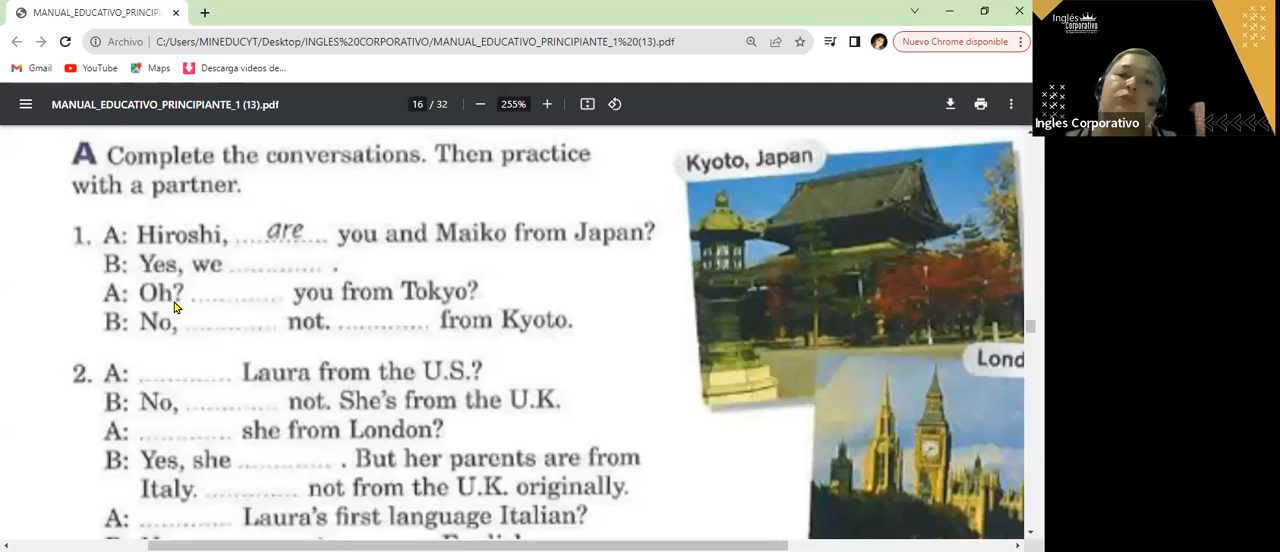 MANUAL_EDUCATIVO_PRINCIPI
Archivo C:/Users/MINEDUCYT/Desktop/INGLES%20CORPORATIVO/MANUAL_EDUCATIVO_PRINCIPIANTE_1%20(13).pdf
Nuevo Chrome disponible
Gmail YouTube Maps Descarga videos de...
MANUAL_EDUCATIVO_PRINCIPIANTE_1 (13).pdf 16 / 32 255%
A Complete the conversations. Then practice
with a partner.
1. A: Hiroshi, ....are.... you and Maiko from Japan?
B: Yes, we ............ .
A: Oh? ............ you from Tokyo?
B: No, ............ not. ............ from Kyoto.
2. A: ............ Laura from the U.S.?
B: No, ............ not. She's from the U.K.
A: ............ she from London?
B: Yes, she ............ . But her parents are from
Italy. ............ not from the U.K. originally.
A: ............ Laura's first language Italian?
Kyoto, Japan
Lond
Inglés
Corporativo
Ingles Corporativo